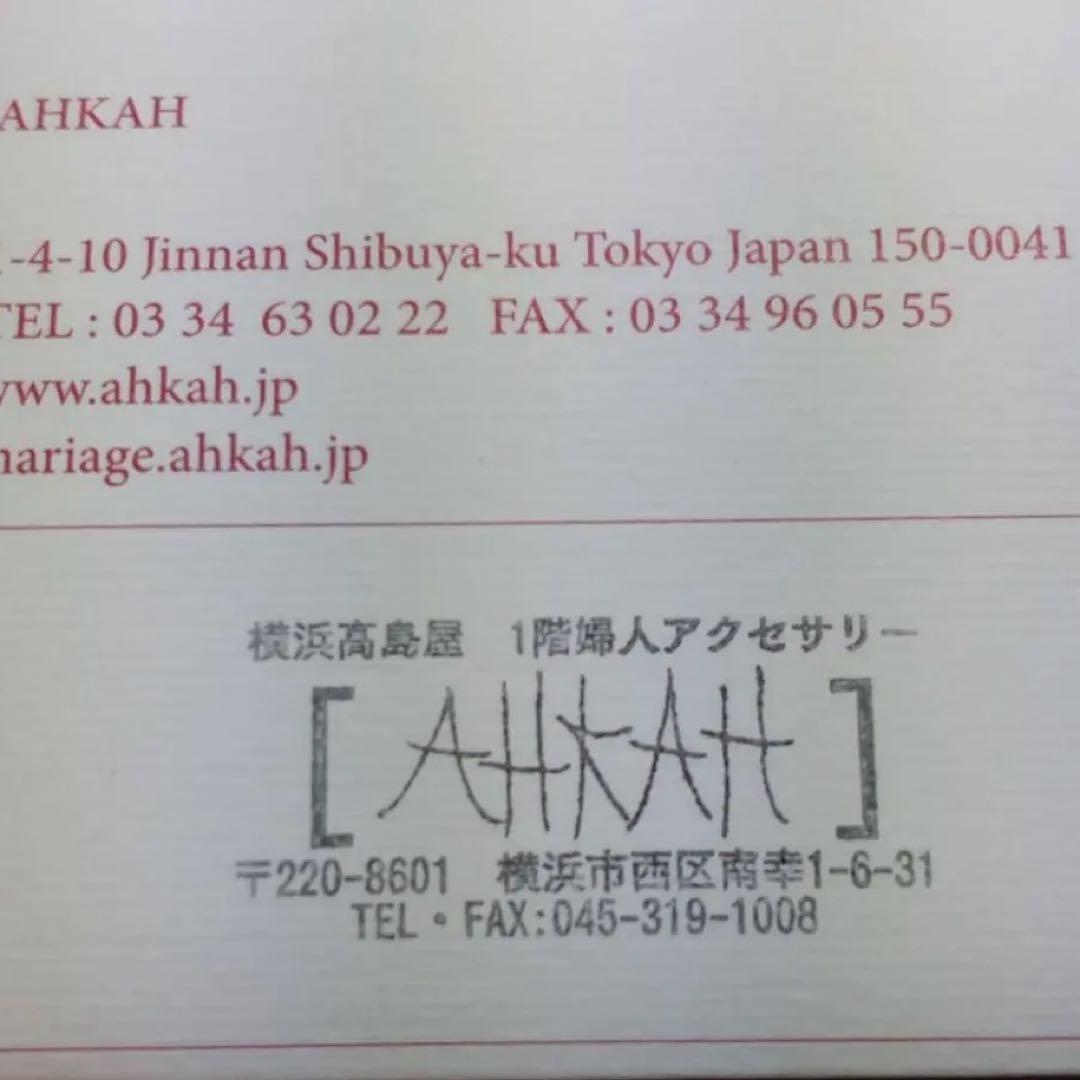 AHKAH
-4-10 Jinnan Shibuya-ku Tokyo Japan 150-0041
TEL : 03 34 63 02 22 FAX : 03 34 96 05 55
www.ahkah.jp
mariage.ahkah.jp
横浜高島屋 1階婦人アクセサリー
[AHKAH]
〒220-8601 横浜市西区南幸1-6-31
TEL・FAX:045-319-1008